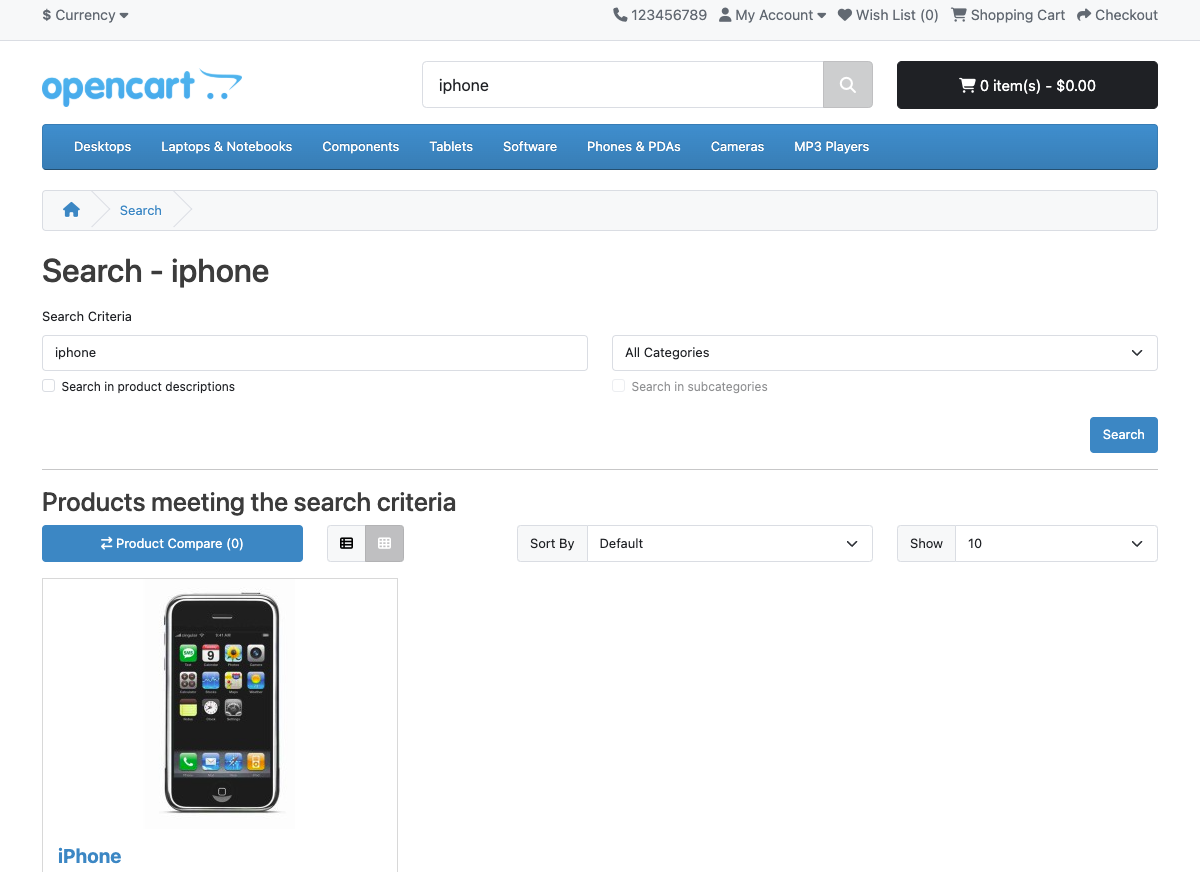 $ Currency
123456789 My Account Wish List (0) Shopping Cart Checkout
opencart
iphone
0 item(s) - $0.00
Desktops Laptops & Notebooks Components Tablets Software Phones & PDAs Cameras MP3 Players
Search
Search - iphone
Search Criteria
iphone
All Categories
Search in product descriptions
Search in subcategories
Search
Products meeting the search criteria
Product Compare (0)
Sort By Default
Show 10
9:41 AM
iPhone